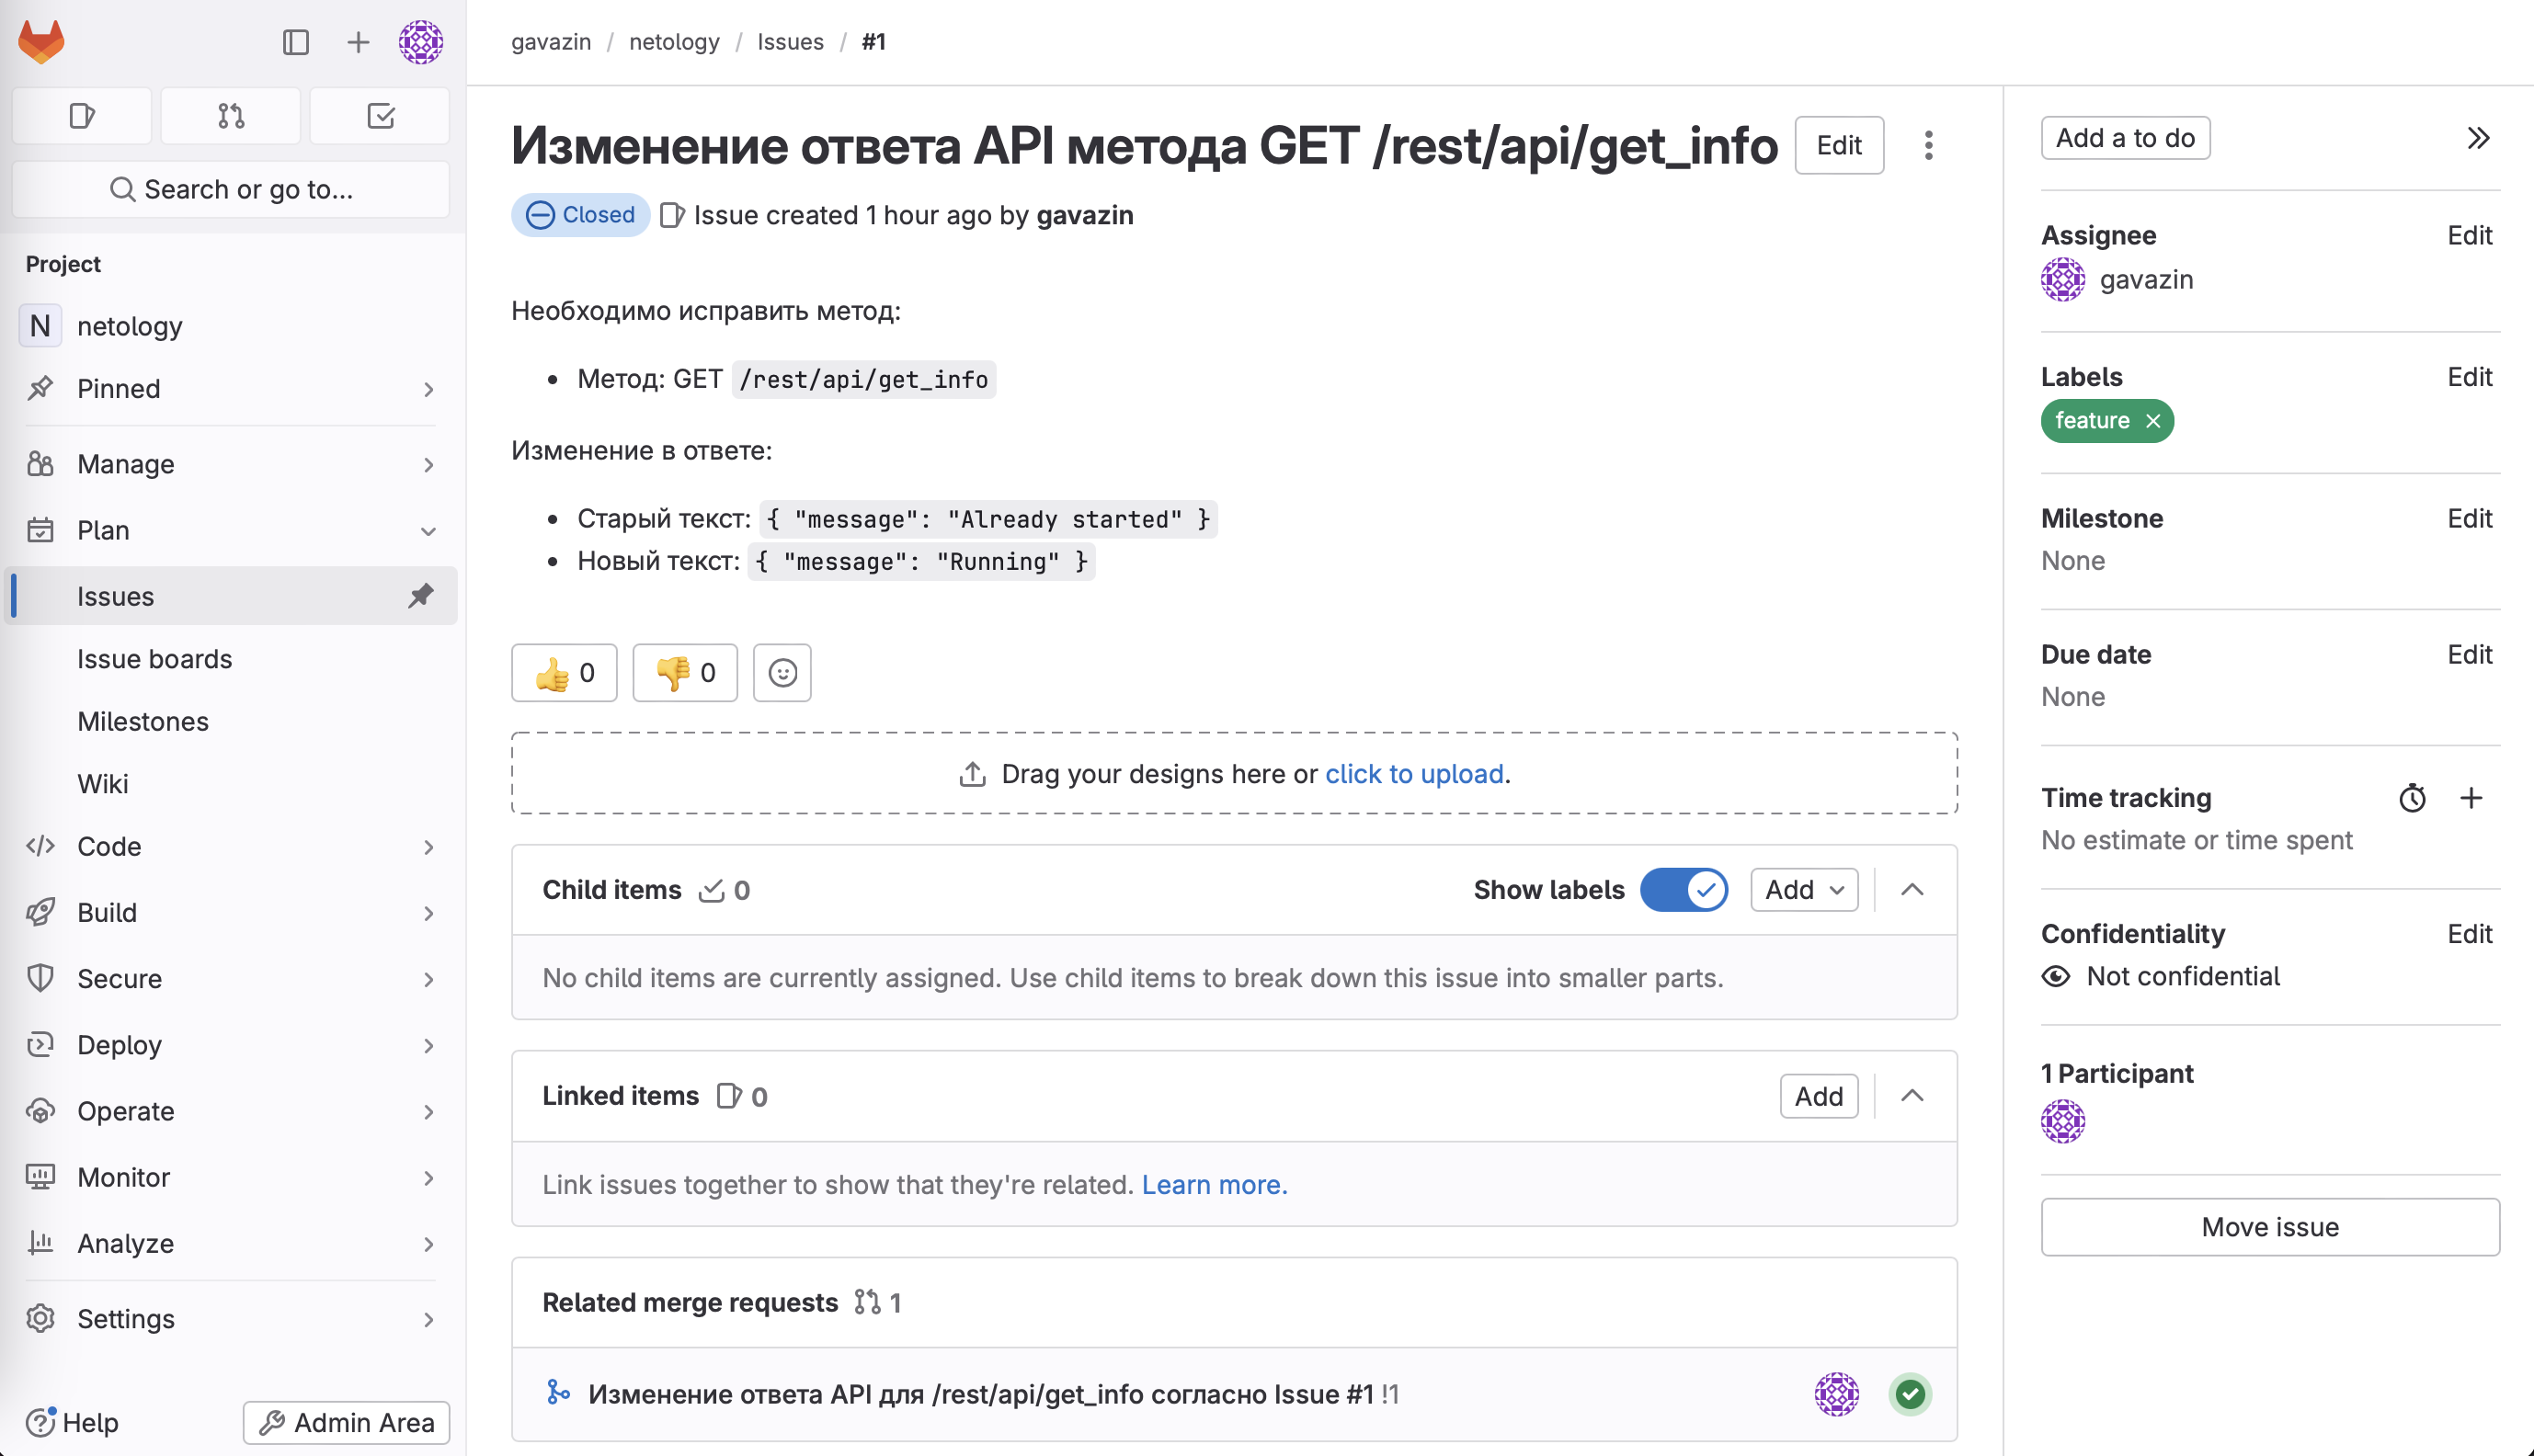 gavazin / netology / Issues / #1
Search or go to...
Project
N netology
Pinned
Manage
Plan
Issues
Issue boards
Milestones
Wiki
Code
Build
Secure
Deploy
Operate
Monitor
Analyze
Settings
Help
Admin Area
Изменение ответа API метода GET /rest/api/get_info
Edit
Closed Issue created 1 hour ago by gavazin
Необходимо исправить метод:
• Метод: GET /rest/api/get_info
Изменение в ответе:
• Старый текст: { "message": "Already started" }
• Новый текст: { "message": "Running" }
👍 0 👎 0
Drag your designs here or click to upload.
Child items 0 Show labels Add
No child items are currently assigned. Use child items to break down this issue into smaller parts.
Linked items 0 Add
Link issues together to show that they're related. Learn more.
Related merge requests 1
Изменение ответа API для /rest/api/get_info согласно Issue #1 !1
Add a to do
Assignee Edit
gavazin
Labels Edit
feature ×
Milestone Edit
None
Due date Edit
None
Time tracking
No estimate or time spent
Confidentiality Edit
Not confidential
1 Participant
Move issue